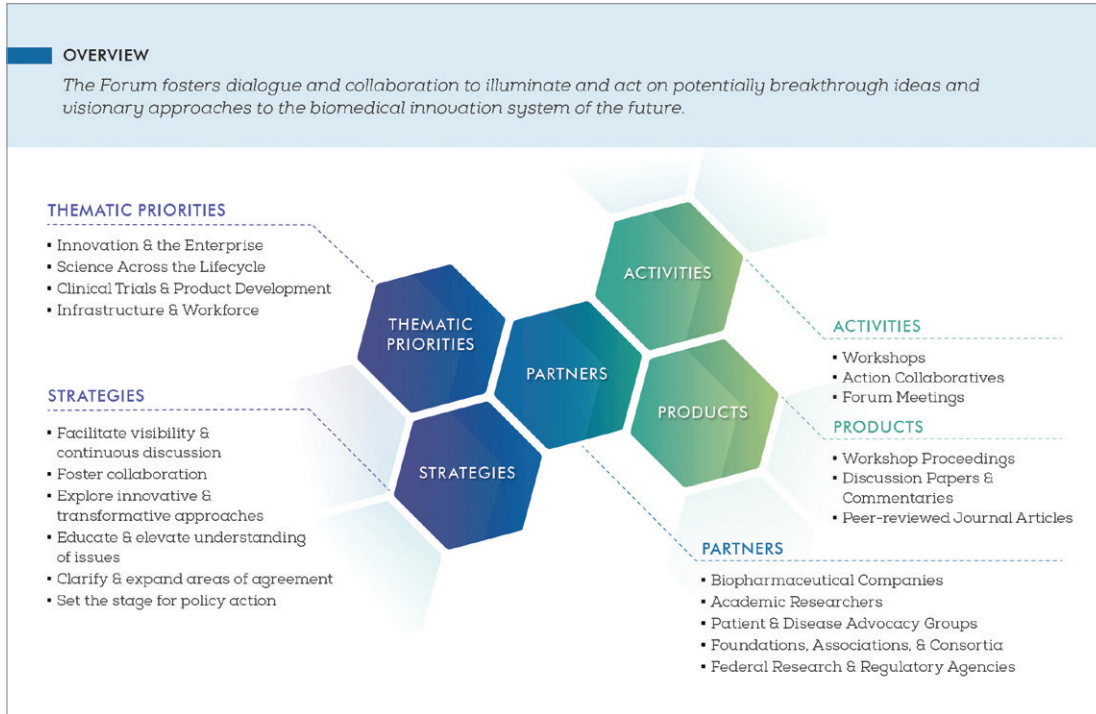 OVERVIEW
The Forum fosters dialogue and collaboration to illuminate and act on potentially breakthrough ideas and
visionary approaches to the biomedical innovation system of the future.
THEMATIC PRIORITIES
▪ Innovation & the Enterprise
▪ Science Across the Lifecycle
▪ Clinical Trials & Product Development
▪ Infrastructure & Workforce
STRATEGIES
▪ Facilitate visibility &
continuous discussion
▪ Foster collaboration
▪ Explore innovative &
transformative approaches
▪ Educate & elevate understanding
of issues
▪ Clarify & expand areas of agreement
▪ Set the stage for policy action
THEMATIC
PRIORITIES
STRATEGIES
PARTNERS
ACTIVITIES
PRODUCTS
ACTIVITIES
▪ Workshops
▪ Action Collaboratives
▪ Forum Meetings
PRODUCTS
▪ Workshop Proceedings
▪ Discussion Papers &
Commentaries
▪ Peer-reviewed Journal Articles
PARTNERS
▪ Biopharmaceutical Companies
▪ Academic Researchers
▪ Patient & Disease Advocacy Groups
▪ Foundations, Associations, & Consortia
▪ Federal Research & Regulatory Agencies